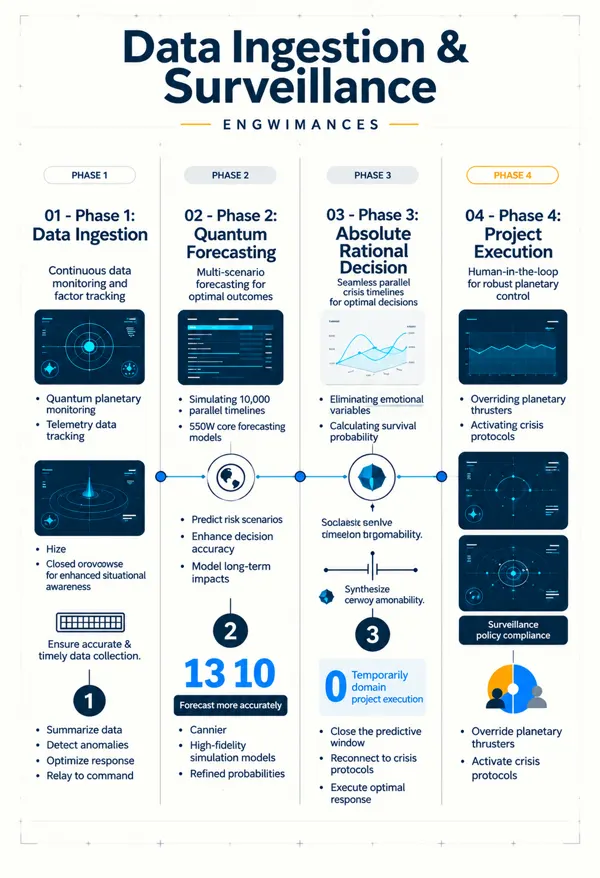 Data Ingestion &
Surveillance
ENGWIMANCES
PHASE 1
01 - Phase 1:
Data Ingestion
Continuous data
monitoring and
factor tracking
• Quantum planetary
monitoring
• Telemetry data
tracking
• Hize
• Closed orovcowse
for enhanced situational
awareness
Ensure accurate &
timely data collection.
1
• Summarize data
• Detect anomalies
• Optimize response
• Relay to command
PHASE 2
02 - Phase 2:
Quantum
Forecasting
Multi-scenario
forecasting for
optimal outcomes
• Simulating 10,000
• parallel timelines
• 550W core forecasting
models
• Predict risk scenarios
• Enhance decision
accuracy
• Model long-term
impacts
2
13 10
Forecast more accurately
• Cannier
• High-fidelity
simulation models
• Refined probabilities
PHASE 3
03 - Phase 3:
Absolute
Rational
Decision
Seamless parallel
crisis timelines
for optimal decisions
• Eliminating emotional
variables
• Calculating survival
probability
Synthesize
3
0 Temporarily
domain
project execution
• Close the predictive
window
• Reconnect to crisis
protocols
• Execute optimal
response
PHASE 4
04 - Phase 4:
Project
Execution
Human-in-the-loop
for robust planetary
control
• Overriding planetary
thrusters
• Activating crisis
protocols
Surveillance
policy compliance
• Override planetary
thrusters
• Activate crisis
protocols